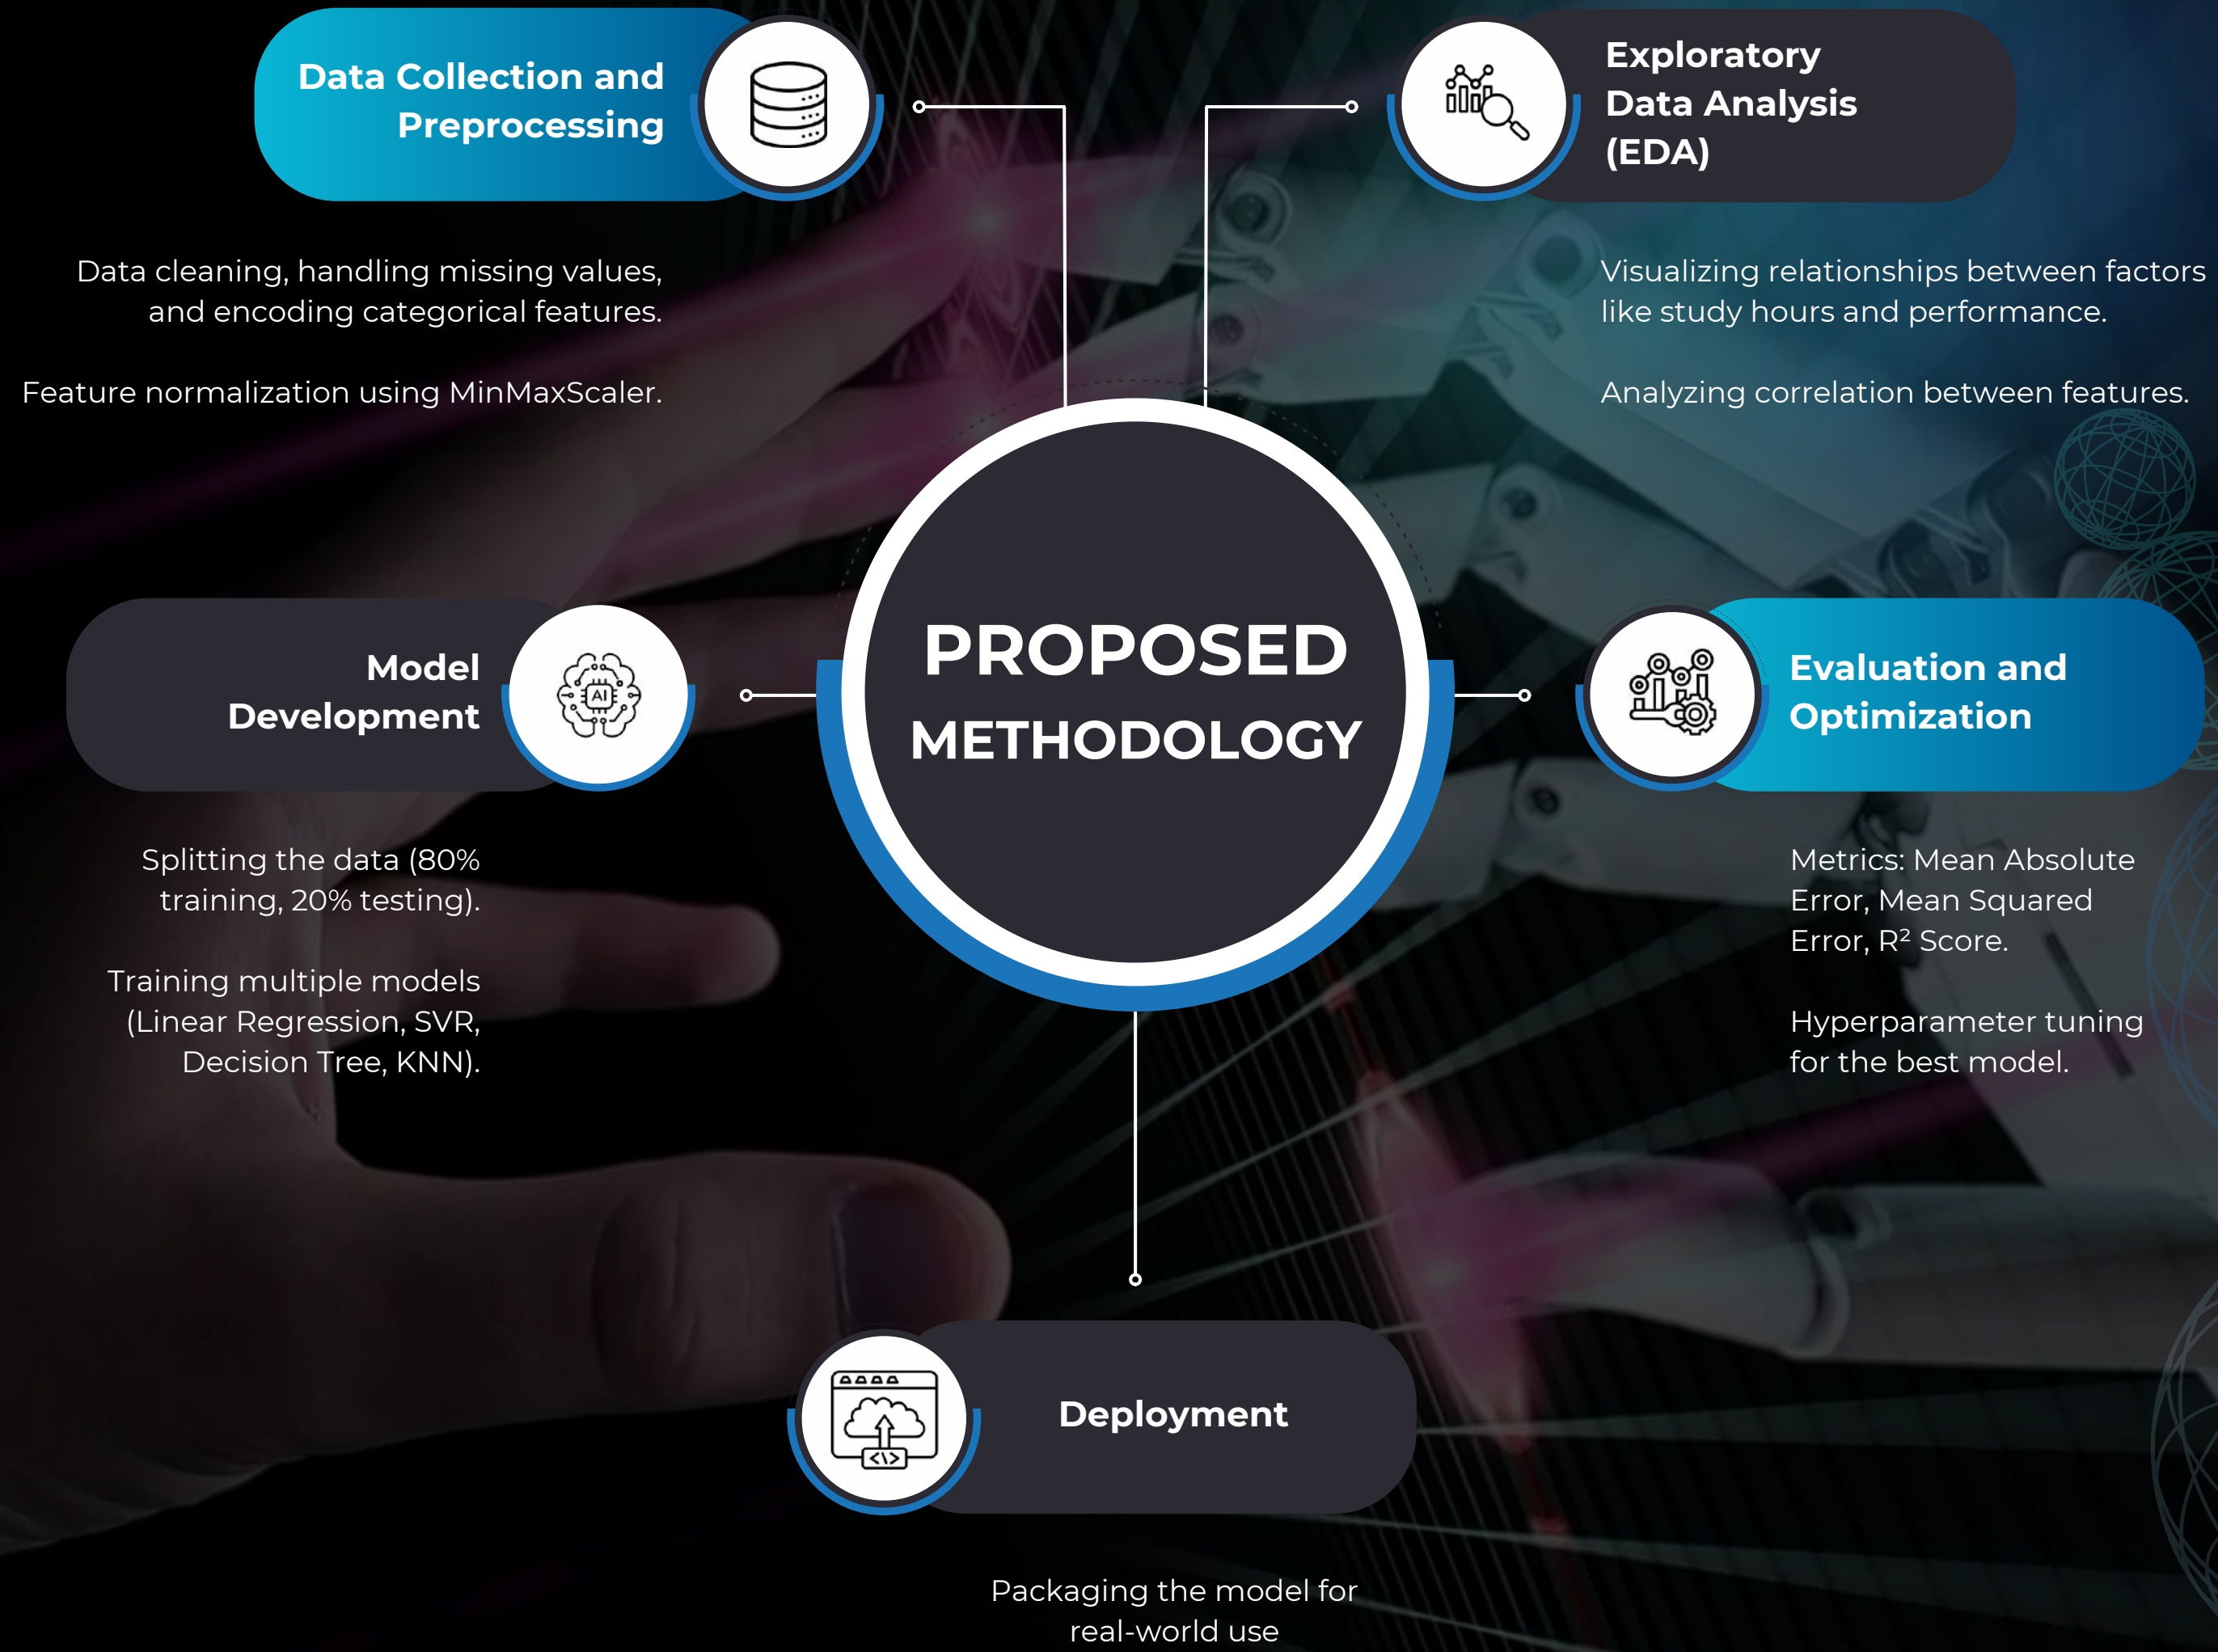 Data Collection and
Preprocessing
Data cleaning, handling missing values,
and encoding categorical features.
Feature normalization using MinMaxScaler.
Exploratory
Data Analysis
(EDA)
Visualizing relationships between factors
like study hours and performance.
Analyzing correlation between features.
PROPOSED
METHODOLOGY
Model
Development
AI
Splitting the data (80%
training, 20% testing).
Training multiple models
(Linear Regression, SVR,
Decision Tree, KNN).
Evaluation and
Optimization
Metrics: Mean Absolute
Error, Mean Squared
Error, R² Score.
Hyperparameter tuning
for the best model.
Deployment
<\>
Packaging the model for
real-world use